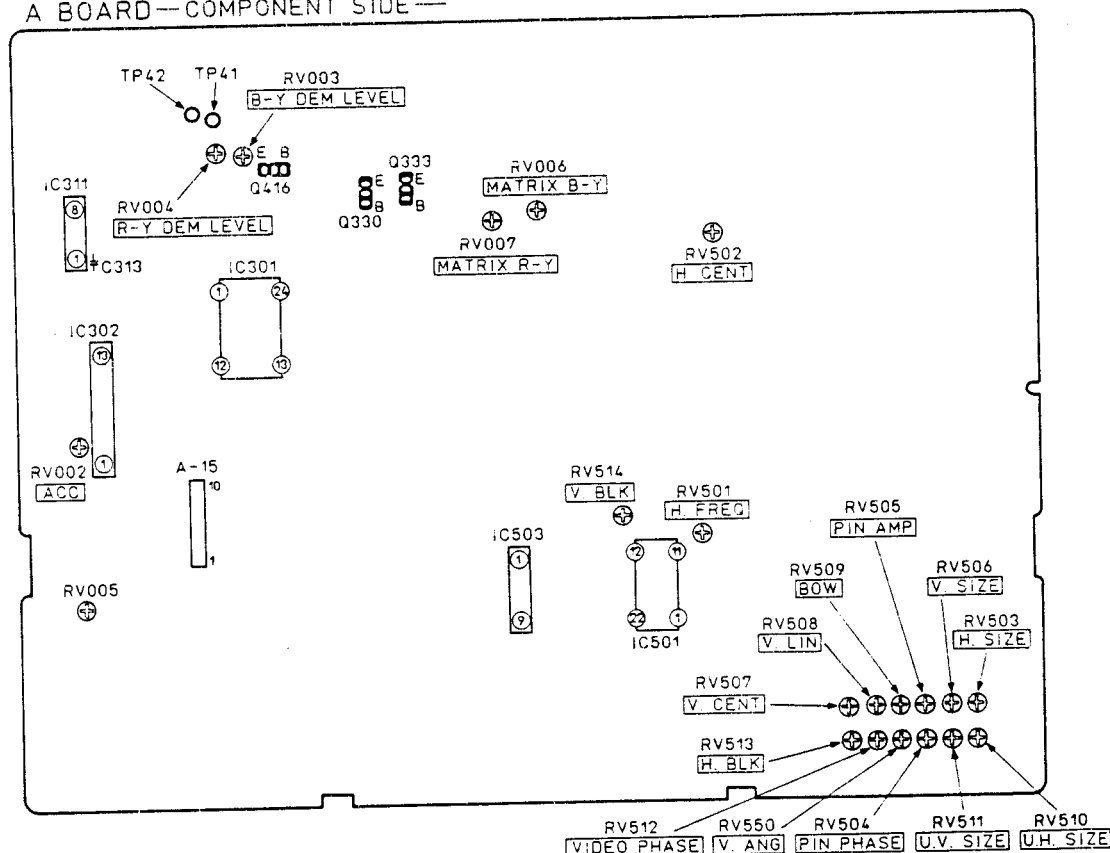 A BOARD—COMPONENT SIDE—
TP42
TP41
RV003
B-Y DEM LEVEL
E B
Q416
RV004
R-Y DEM LEVEL
IC311
8
1
C313
IC301
1
24
12
13
Q333
E
B
E
B
Q330
RV006
MATRIX B-Y
RV007
MATRIX R-Y
RV502
H. CENT
IC302
13
1
RV002
ACC
A-15
10
1
RV005
RV514
V. BLK
RV501
H. FREQ
IC503
1
9
12
11
22
1
IC501
RV505
PIN AMP
RV509
BOW
RV506
V. SIZE
RV508
V. LIN
RV503
H. SIZE
RV507
V. CENT
RV513
H. BLK
RV512
VIDEO PHASE
RV550
V. ANG
RV504
PIN PHASE
RV511
U.V. SIZE
RV510
U.H. SIZE